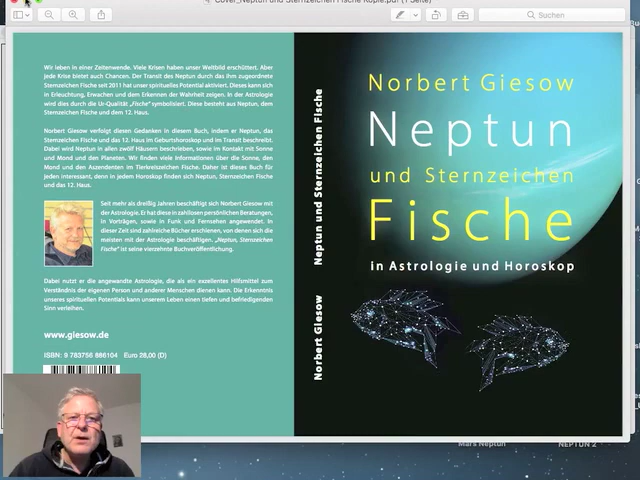 Cover_Neptun und Sternzeichen Fische Kopie.pdf (1 Seite)
Suchen
Wir leben in einer Zeitenwende. Viele Krisen haben unser Weltbild erschüttert. Aber
jede Krise bietet auch Chancen. Der Transit des Neptun durch das ihm zugeordnete
Sternzeichen Fische seit 2011 hat unser spirituelles Potential aktiviert. Dieses kann sich
in Erleuchtung, Erwachen und dem Erkennen der Wahrheit zeigen. In der Astrologie
wird dies durch die Ur-Qualität „Fische“ symbolisiert. Diese besteht aus Neptun, dem
Sternzeichen Fische und dem 12. Haus.
Norbert Giesow verfolgt diesen Gedanken in diesem Buch, indem er Neptun, das
Sternzeichen Fische und das 12. Haus im Geburtshoroskop und im Transit beschreibt.
Dabei wird Neptun in allen zwölf Häusern beschrieben, sowie im Kontakt mit Sonne
und Mond und den Planeten. Wir finden viele Informationen über die Sonne, den
Mond und den Aszendenten im Tierkreiszeichen Fische. Daher ist dieses Buch für
jeden interessant, denn in jedem Horoskop finden sich Neptun, Sternzeichen Fische
und das 12. Haus.
Seit mehr als dreißig Jahren beschäftigt sich Norbert Giesow mit
der Astrologie. Er hat diese in zahllosen persönlichen Beratungen,
in Vorträgen, sowie in Funk und Fernsehen angewendet. In
dieser Zeit sind zahlreiche Bücher erschienen, von denen sich die
meisten mit der Astrologie beschäftigen. „Neptun, Sternzeichen
Fische“ ist seine vierzehnte Buchveröffentlichung.
Dabei nutzt er die angewandte Astrologie, die als ein exzellentes Hilfsmittel zum
Verständnis der eigenen Person und anderer Menschen dienen kann. Die Erkenntnis
unseres spirituellen Potentials kann unserem Leben einen tiefen und befriedigenden
Sinn verleihen.
www.giesow.de
ISBN: 9 783756 886104 Euro 28,00 (D)
Norbert Giesow Neptun und Sternzeichen Fische
Norbert Giesow
Neptun
und Sternzeichen
Fische
in Astrologie und Horoskop
Mars Neptun
NEPTUN 2